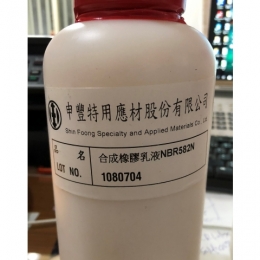 申豐特用應材股份有限公司
Shin Foong Specialty and Applied Materials Co., Ltd.
品 名 合成橡膠乳液NBR582N
LOT NO. 1080704